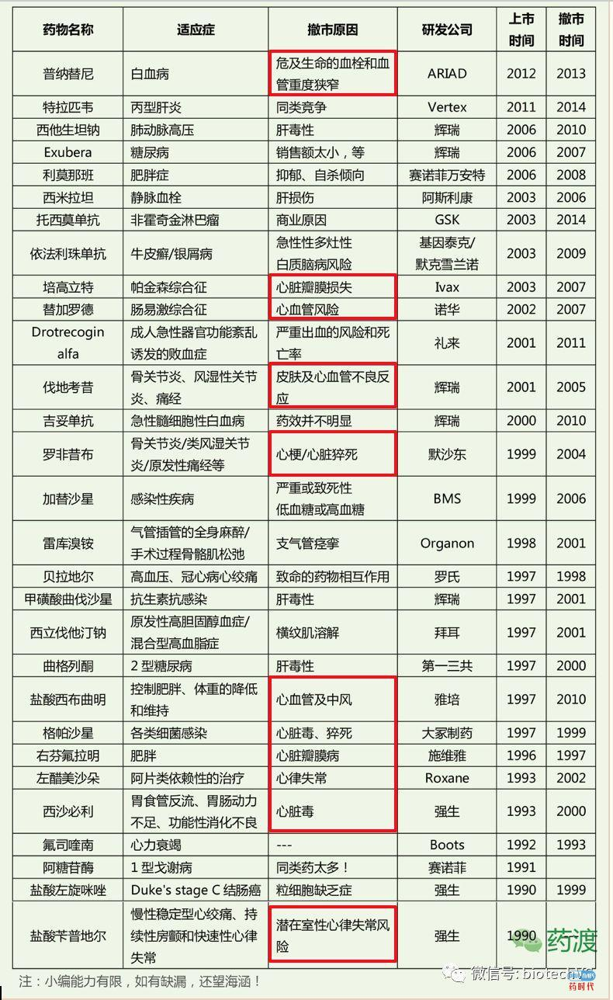 药物名称 适应症 撤市原因 研发公司 上市时间 撤市时间
普纳替尼 白血病 危及生命的血栓和血管重度狭窄 ARIAD 2012 2013
特拉匹韦 丙型肝炎 同类竞争 Vertex 2011 2014
西他生坦钠 肺动脉高压 肝毒性 辉瑞 2006 2010
Exubera 糖尿病 销售额太小，等 辉瑞 2006 2007
利莫那班 肥胖症 抑郁、自杀倾向 赛诺菲万安特 2006 2008
西米拉坦 静脉血栓 肝损伤 阿斯利康 2003 2006
托西莫单抗 非霍奇金淋巴瘤 商业原因 GSK 2003 2014
依法利珠单抗 牛皮癣/银屑病 急性性多灶性白质脑病风险 基因泰克/默克雪兰诺 2003 2009
培高立特 帕金森综合征 心脏瓣膜损失 Ivax 2003 2007
替加罗德 肠易激综合征 心血管风险 诺华 2002 2007
Drotrecogin alfa 成人急性器官功能紊乱诱发的败血症 严重出血的风险和死亡率 礼来 2001 2011
伐地考昔 骨关节炎、风湿性关节炎、痛经 皮肤及心血管不良反应 辉瑞 2001 2005
吉妥单抗 急性髓细胞性白血病 药效并不明显 辉瑞 2000 2010
罗非昔布 骨关节炎/类风湿关节炎/原发性痛经等 心梗/心脏猝死 默沙东 1999 2004
加替沙星 感染性疾病 严重或致死性低血糖或高血糖 BMS 1999 2006
雷库溴铵 气管插管的全身麻醉/手术过程骨骼肌松弛 支气管痉挛 Organon 1998 2001
贝拉地尔 高血压、冠心病心绞痛 致命的药物相互作用 罗氏 1997 1998
甲磺酸曲伐沙星 抗生素抗感染 肝毒性 辉瑞 1997 2001
西立伐他汀钠 原发性高胆固醇血症/混合型高血脂症 横纹肌溶解 拜耳 1997 2001
曲格列酮 2型糖尿病 肝毒性 第一三共 1997 2000
盐酸西布曲明 控制肥胖、体重的降低和维持 心血管及中风 雅培 1997 2010
格帕沙星 各类细菌感染 心脏毒、猝死 大冢制药 1997 1999
右芬氟拉明 肥胖 心脏瓣膜病 施维雅 1996 1997
左醋美沙朵 阿片类依赖性的治疗 心律失常 Roxane 1993 2002
西沙必利 胃食管反流、胃肠动力不足、功能性消化不良 心脏毒 强生 1993 2000
氟司喹南 心力衰竭 --- Boots 1992 1993
阿糖苷酶 1型戈谢病 同类药太多！ 赛诺菲 1991
盐酸左旋咪唑 Duke's stage C 结肠癌 粒细胞缺乏症 强生 1990 1999
盐酸苄普地尔 慢性稳定型心绞痛、持续性房颤和快速性心律失常 潜在室性心律失常风险 强生 1990
药渡
注：小编能力有限，如有缺漏，还望海涵！
微信号:
药时代